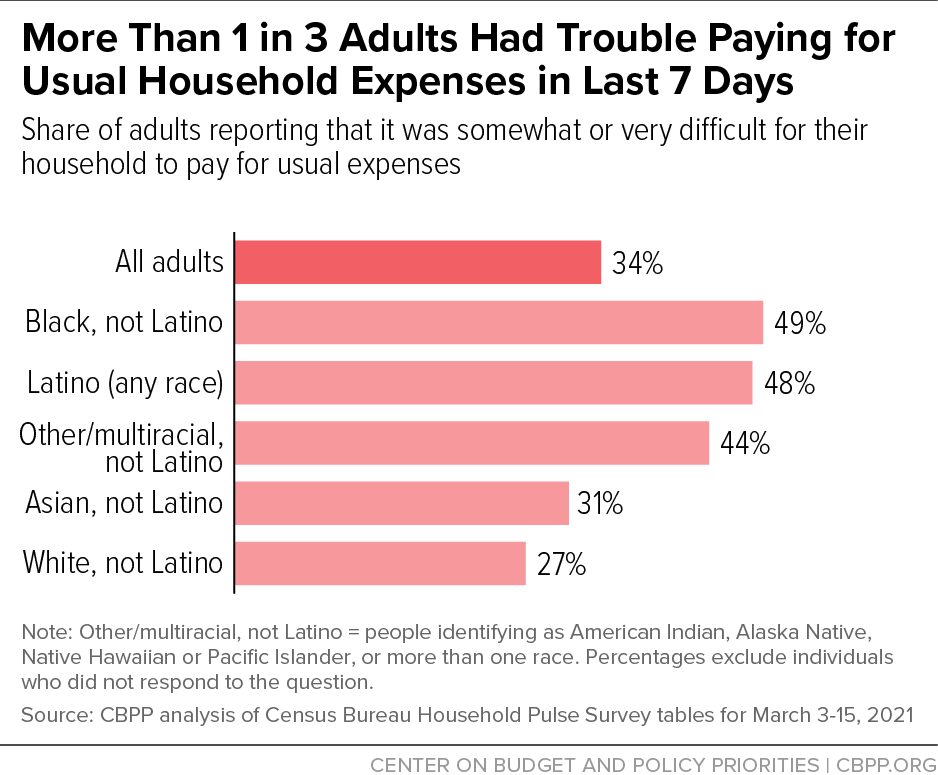 More Than 1 in 3 Adults Had Trouble Paying for
Usual Household Expenses in Last 7 Days
Share of adults reporting that it was somewhat or very difficult for their
household to pay for usual expenses
All adults 34%
Black, not Latino 49%
Latino (any race) 48%
Other/multiracial,
not Latino 44%
Asian, not Latino 31%
White, not Latino 27%
Note: Other/multiracial, not Latino = people identifying as American Indian, Alaska Native,
Native Hawaiian or Pacific Islander, or more than one race. Percentages exclude individuals
who did not respond to the question.
Source: CBPP analysis of Census Bureau Household Pulse Survey tables for March 3-15, 2021
CENTER ON BUDGET AND POLICY PRIORITIES | CBPP.ORG